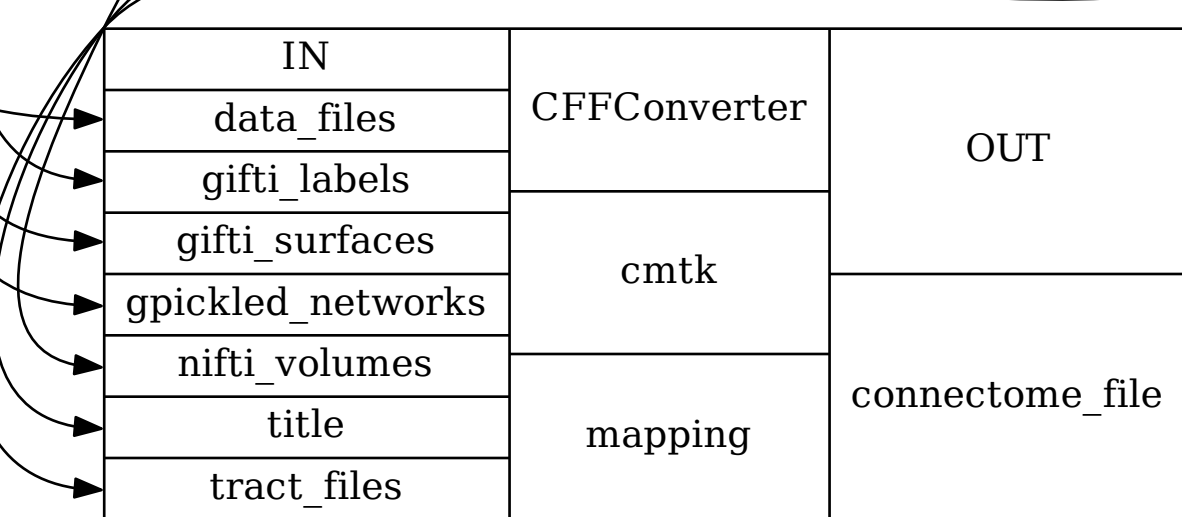 IN
data_files
gifti_labels
gifti_surfaces
gpickled_networks
nifti_volumes
title
tract_files
CFFConverter
cmtk
mapping
OUT
connectome_file